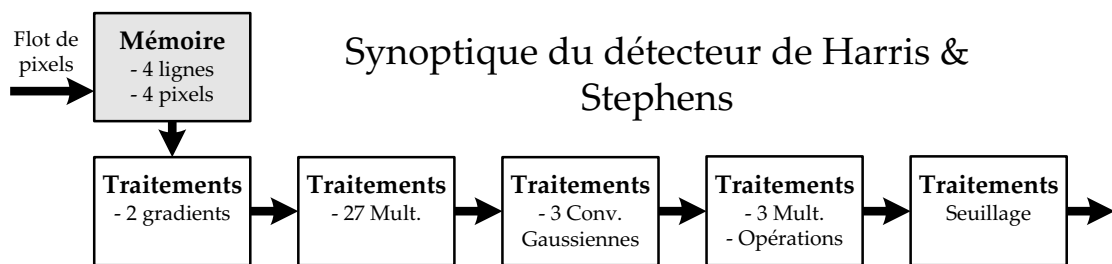 Flot de
pixels
Mémoire
- 4 lignes
- 4 pixels
Synoptique du détecteur de Harris &
Stephens
Traitements
- 2 gradients
Traitements
- 27 Mult.
Traitements
- 3 Conv.
Gaussiennes
Traitements
- 3 Mult.
- Opérations
Traitements
Seuillage